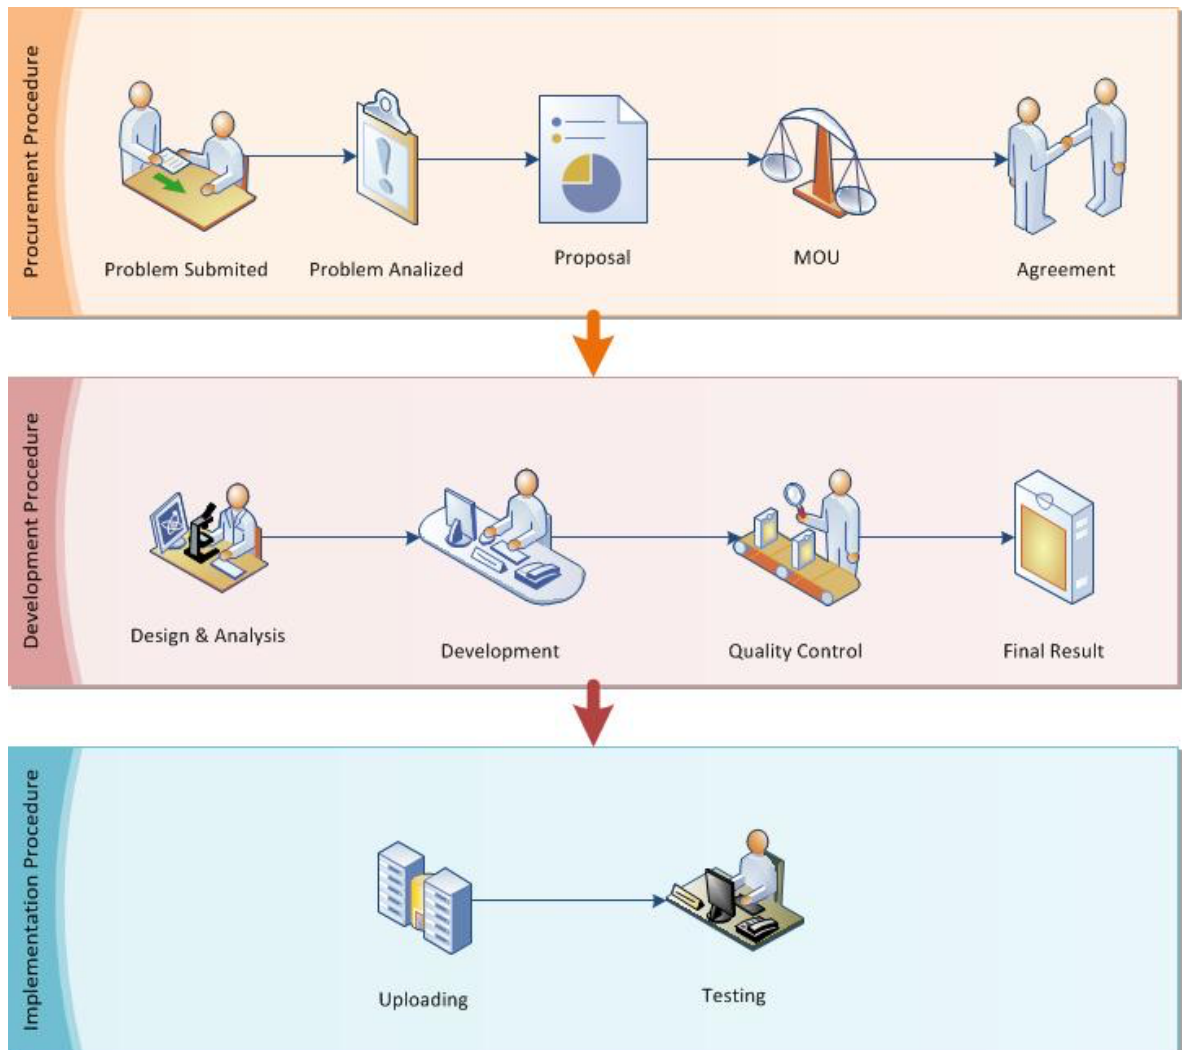 Procurement Procedure
Problem Submited
Problem Analized
Proposal
MOU
Agreement
Development Procedure
Design & Analysis
Development
Quality Control
Final Result
Implementation Procedure
Uploading
Testing